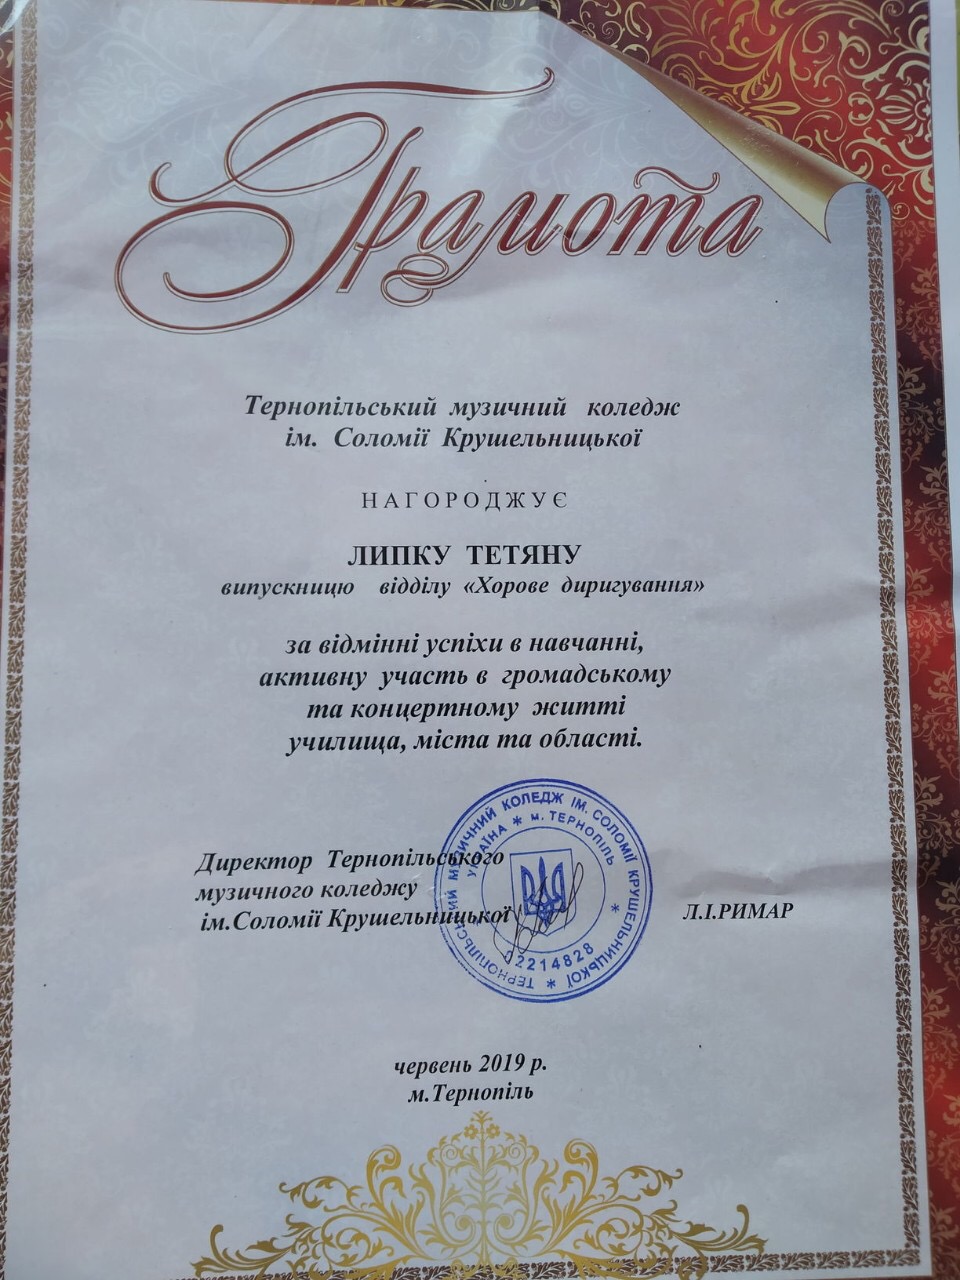 Грамота
Тернопільський музичний коледж
ім. Соломії Крушельницької
НАГОРОДЖУЄ
ЛИПКУ ТЕТЯНУ
випускницю відділу «Хорове диригування»
за відмінні успіхи в навчанні,
активну участь в громадському
та концертному житті
училища, міста та області.
Директор Тернопільського
музичного коледжу
ім.Соломії Крушельницької
Л.І.РИМАР
ТЕРНОПІЛЬСЬКИЙ МУЗИЧНИЙ КОЛЕДЖ ІМ. СОЛОМІЇ КРУШЕЛЬНИЦЬКОЇ *
УКРАЇНА * м. ТЕРНОПІЛЬ *
02214828
червень 2019 р.
м.Тернопіль